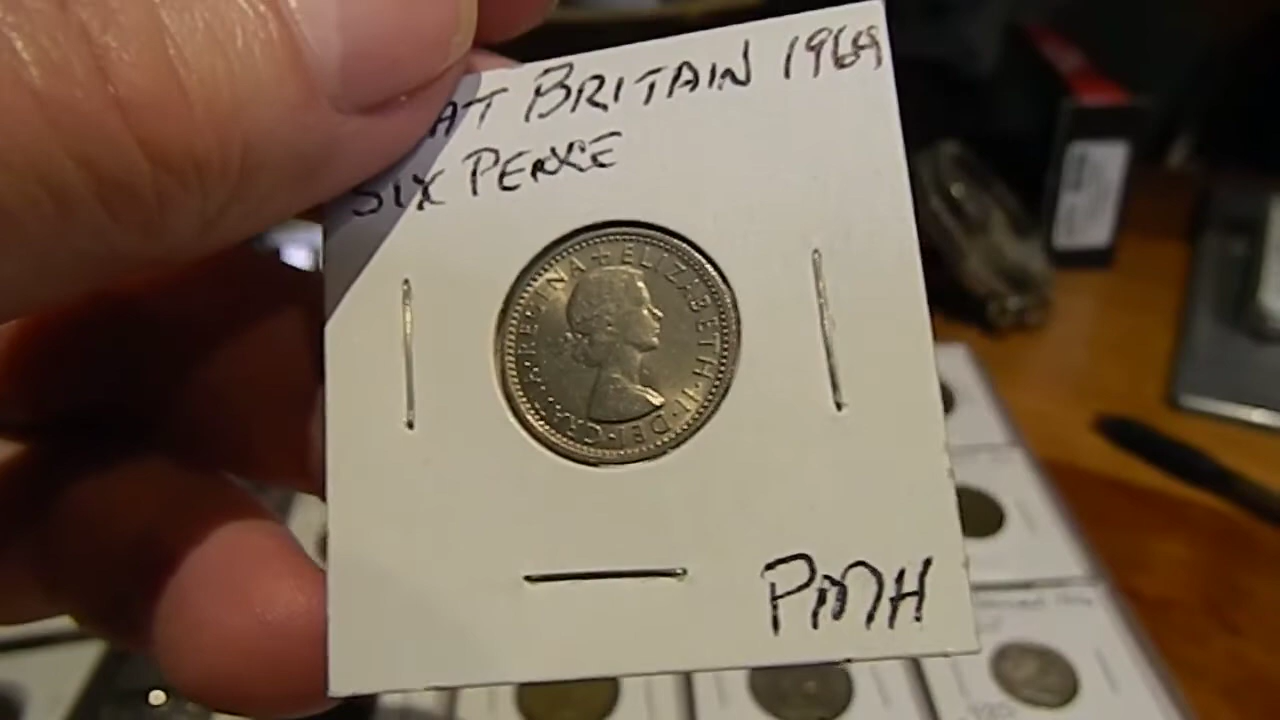 AT BRITAIN 1969
SIX PENCE
+ELIZABETH·II·DEI·GRA
REGINA
PMH